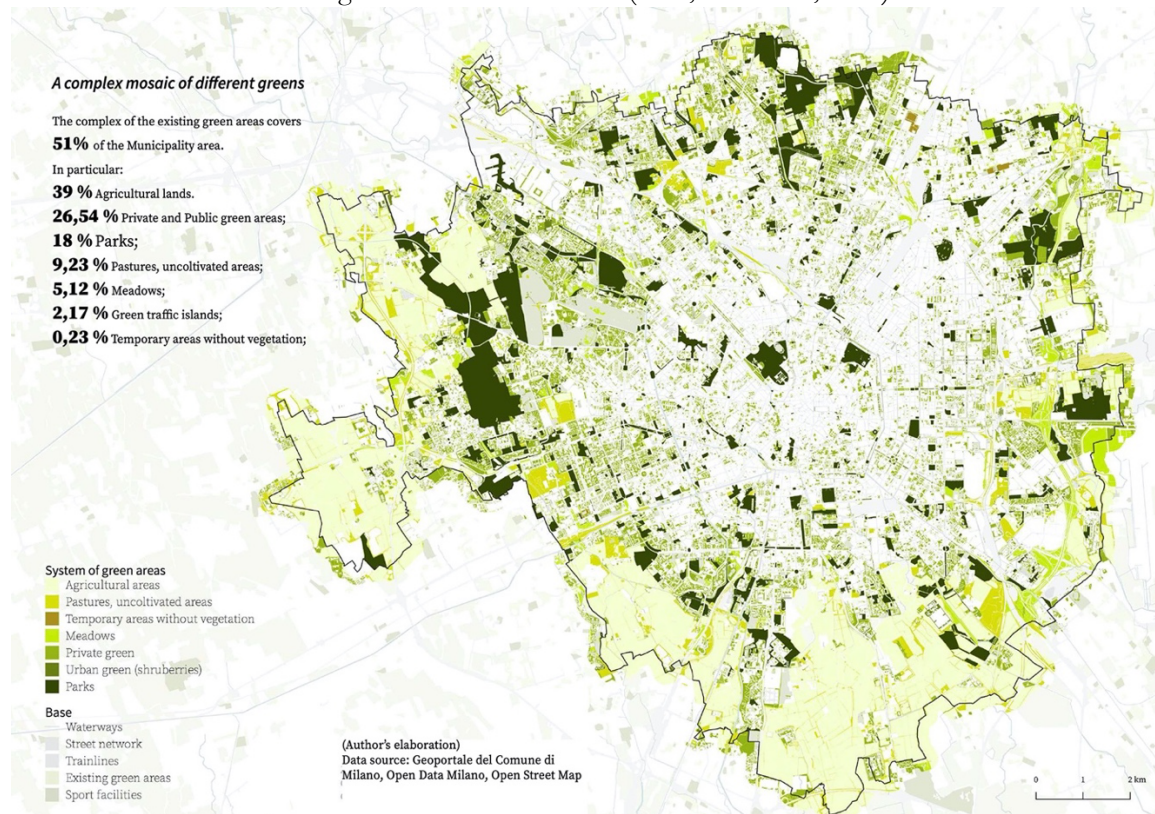 A complex mosaic of different greens
The complex of the existing green areas covers
51% of the Municipality area.
In particular:
39 % Agricultural lands.
26,54 % Private and Public green areas;
18 % Parks;
9,23 % Pastures, uncoltivated areas;
5,12 % Meadows;
2,17 % Green traffic islands;
0,23 % Temporary areas without vegetation;
System of green areas
Agricultural areas
Pastures, uncoltivated areas
Temporary areas without vegetation
Meadows
Private green
Urban green (shruberries)
Parks
Base
Waterways
Street network
Trainlines
Existing green areas
Sport facilities
(Author's elaboration)
Data source: Geoportale del Comune di
Milano, Open Data Milano, Open Street Map
0 1 2 km